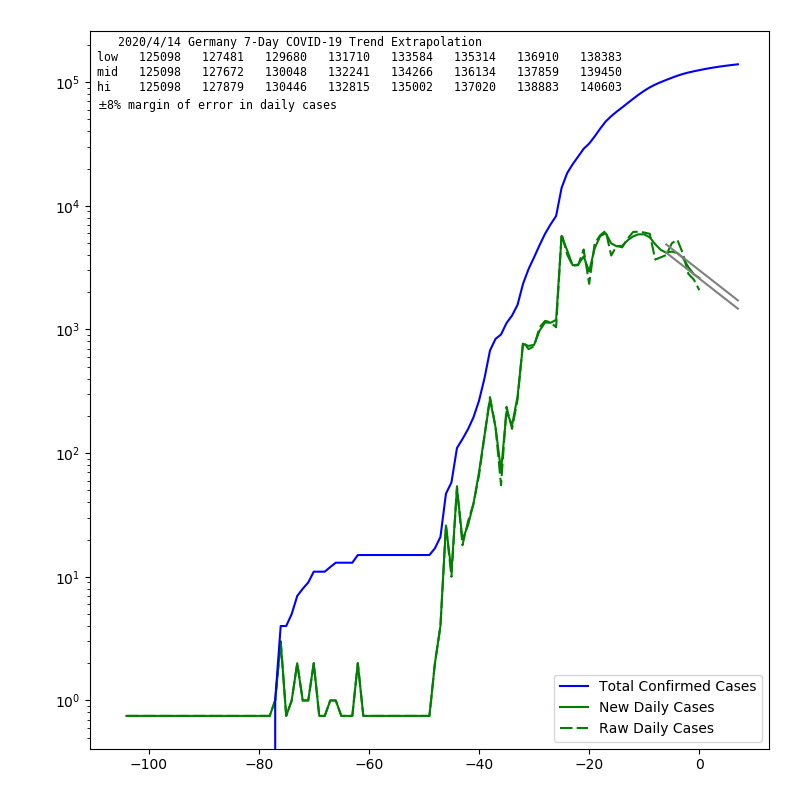 2020/4/14 Germany 7-Day COVID-19 Trend Extrapolation
low 125098 127481 129680 131710 133584 135314 136910 138383
mid 125098 127672 130048 132241 134266 136134 137859 139450
hi 125098 127879 130446 132815 135002 137020 138883 140603
±8% margin of error in daily cases
10^5
10^4
10^3
10^2
10^1
10^0
Total Confirmed Cases
New Daily Cases
Raw Daily Cases
−100 −80 −60 −40 −20 0